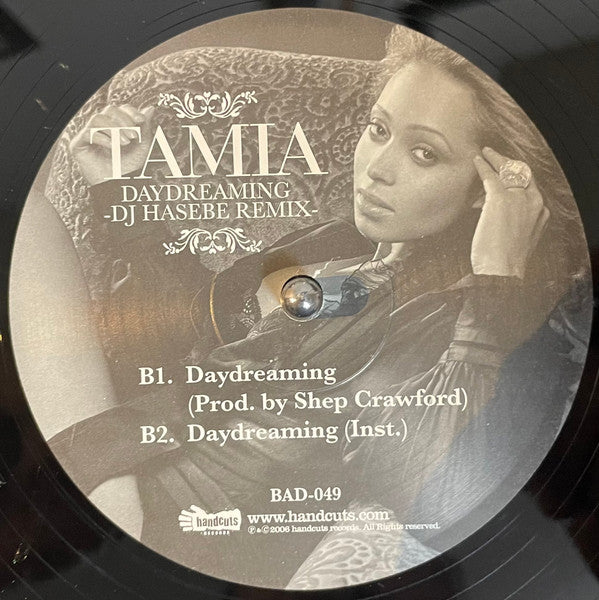 TAMIA
DAYDREAMING
-DJ HASEBE REMIX-
B1. Daydreaming
(Prod. by Shep Crawford)
B2. Daydreaming (Inst.)
BAD-049
handcuts
RECORDS
www.handcuts.com
℗ & © 2006 handcuts records. All Rights reserved.